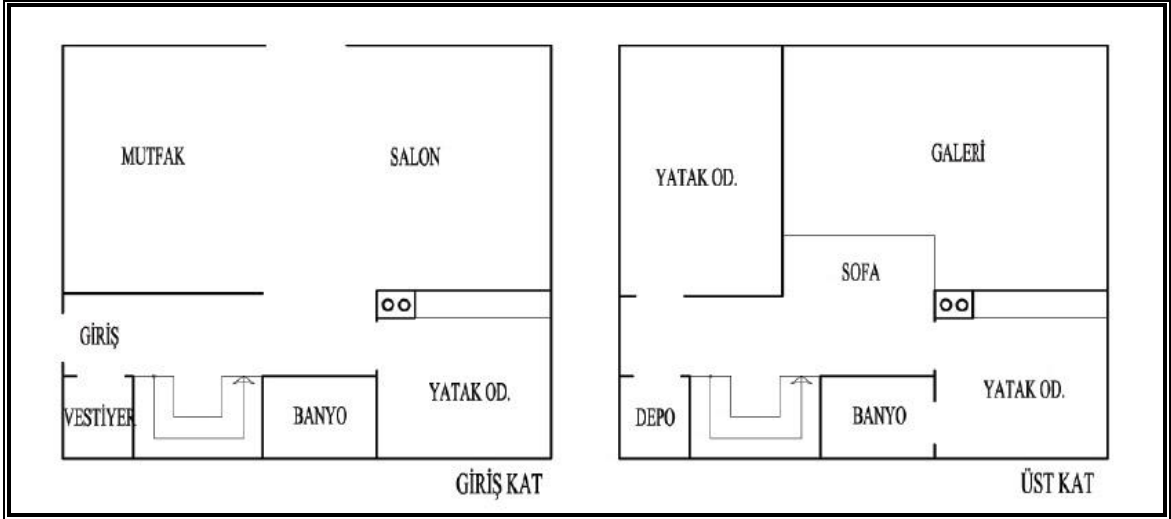 MUTFAK
SALON
GİRİŞ
VESTİYER
BANYO
YATAK OD.
GİRİŞ KAT
YATAK OD.
GALERİ
SOFA
DEPO
BANYO
YATAK OD.
ÜST KAT